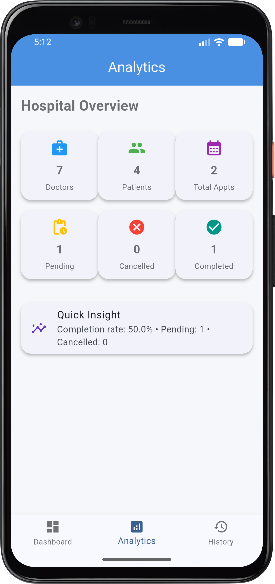 5:12
Analytics
Hospital Overview
7 4 2
Doctors Patients Total Appts
1 0 1
Pending Cancelled Completed
Quick Insight
Completion rate: 50.0% • Pending: 1 •
Cancelled: 0
Dashboard Analytics History